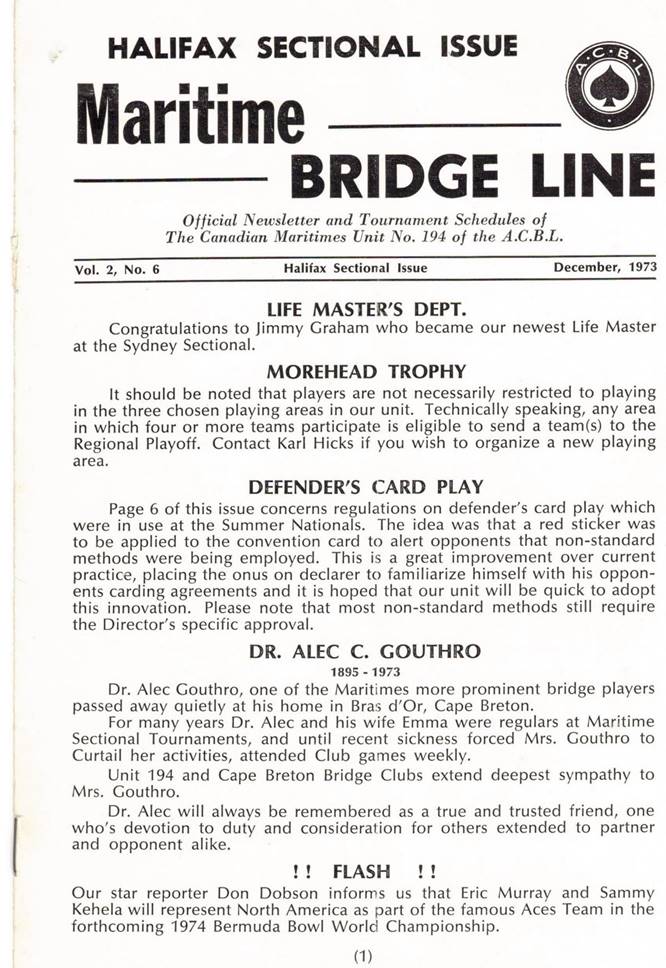 HALIFAX SECTIONAL ISSUE
A·C·B·L
Maritime
BRIDGE LINE
Official Newsletter and Tournament Schedules of
The Canadian Maritimes Unit No. 194 of the A.C.B.L.
Vol. 2, No. 6 Halifax Sectional Issue December, 1973
LIFE MASTER'S DEPT.
Congratulations to Jimmy Graham who became our newest Life Master
at the Sydney Sectional.
MOREHEAD TROPHY
It should be noted that players are not necessarily restricted to playing
in the three chosen playing areas in our unit. Technically speaking, any area
in which four or more teams participate is eligible to send a team(s) to the
Regional Playoff. Contact Karl Hicks if you wish to organize a new playing
area.
DEFENDER'S CARD PLAY
Page 6 of this issue concerns regulations on defender's card play which
were in use at the Summer Nationals. The idea was that a red sticker was
to be applied to the convention card to alert opponents that non-standard
methods were being employed. This is a great improvement over current
practice, placing the onus on declarer to familiarize himself with his oppon-
ents carding agreements and it is hoped that our unit will be quick to adopt
this innovation. Please note that most non-standard methods still require
the Director's specific approval.
DR. ALEC C. GOUTHRO
1895 - 1973
Dr. Alec Gouthro, one of the Maritimes more prominent bridge players
passed away quietly at his home in Bras d'Or, Cape Breton.
For many years Dr. Alec and his wife Emma were regulars at Maritime
Sectional Tournaments, and until recent sickness forced Mrs. Gouthro to
Curtail her activities, attended Club games weekly.
Unit 194 and Cape Breton Bridge Clubs extend deepest sympathy to
Mrs. Gouthro.
Dr. Alec will always be remembered as a true and trusted friend, one
who's devotion to duty and consideration for others extended to partner
and opponent alike.
! ! FLASH ! !
Our star reporter Don Dobson informs us that Eric Murray and Sammy
Kehela will represent North America as part of the famous Aces Team in the
forthcoming 1974 Bermuda Bowl World Championship.
(1)